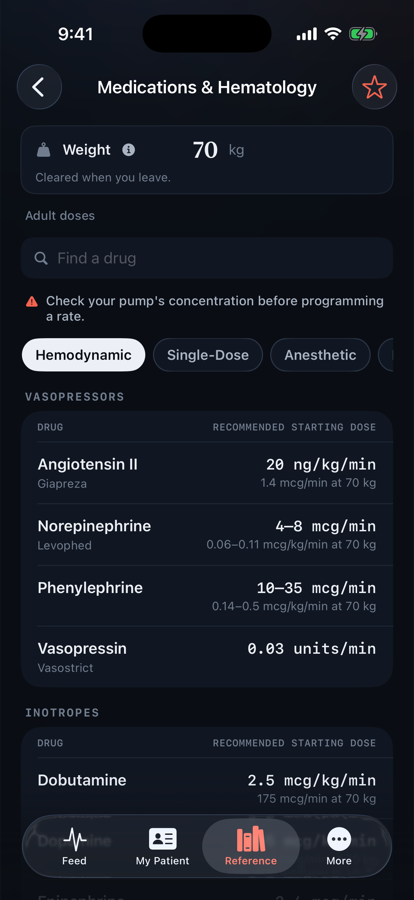 9:41
Medications & Hematology
Weight 70 kg
Cleared when you leave.
Adult doses
Find a drug
Check your pump's concentration before programming
a rate.
Hemodynamic Single-Dose Anesthetic
VASOPRESSORS
DRUG RECOMMENDED STARTING DOSE
Angiotensin II 20 ng/kg/min
Giapreza 1.4 mcg/min at 70 kg
Norepinephrine 4–8 mcg/min
Levophed 0.06–0.11 mcg/kg/min at 70 kg
Phenylephrine 10–35 mcg/min
0.14–0.5 mcg/kg/min at 70 kg
Vasopressin 0.03 units/min
Vasostrict
INOTROPES
DRUG RECOMMENDED STARTING DOSE
Dobutamine 2.5 mcg/kg/min
175 mcg/min at 70 kg
Feed My Patient Reference More